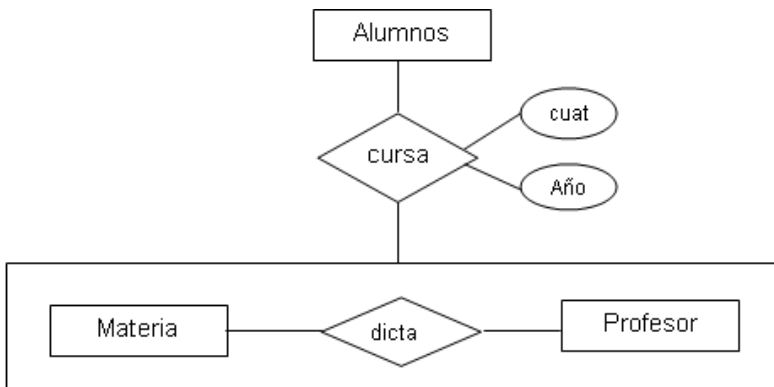 Alumnos
cuat
cursa
Año
Materia
dicta
Profesor